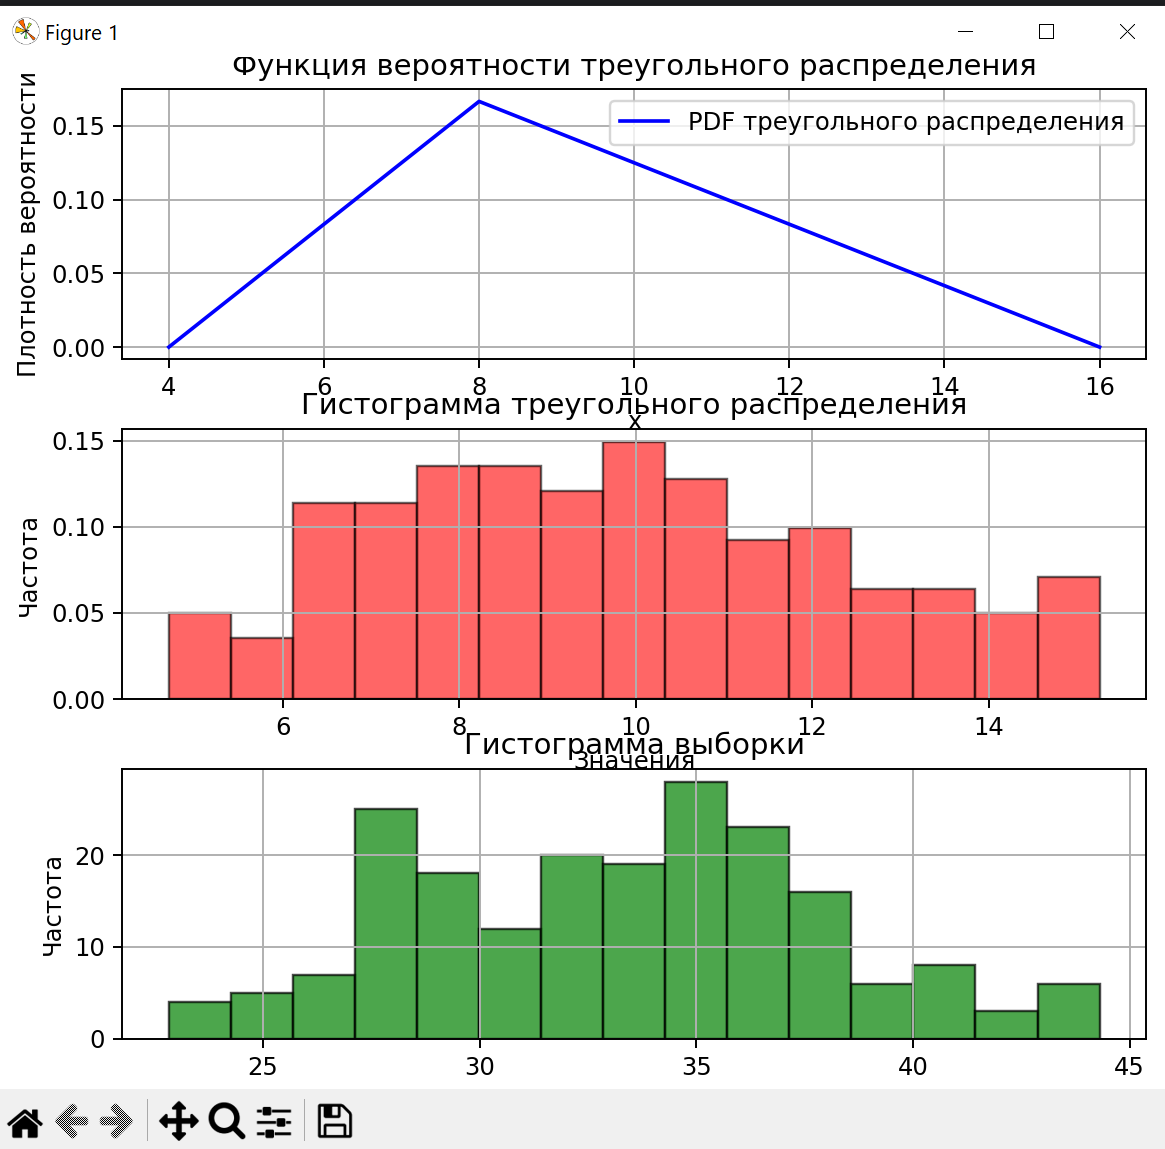 Figure 1
Функция вероятности треугольного распределения
Плотность вероятности
0.15
0.10
0.05
0.00
PDF треугольного распределения
4 6 8 10 12 14 16
x
Гистограмма треугольного распределения
Частота
0.15
0.10
0.05
0.00
6 8 10 12 14
Значения
Гистограмма выборки
Частота
20
10
0
25 30 35 40 45